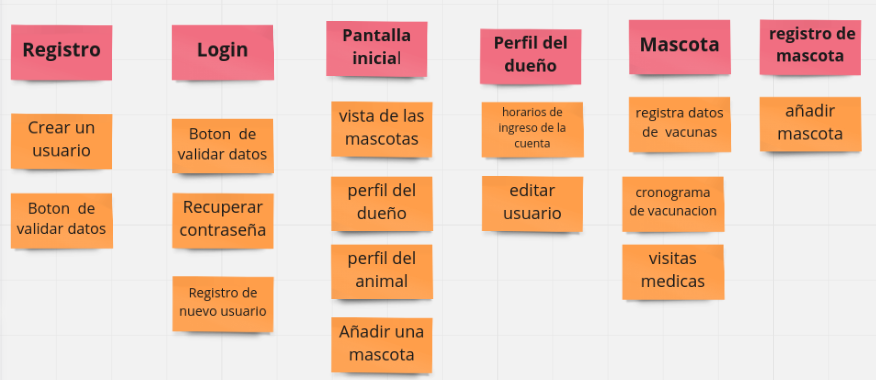 Registro
Crear un
usuario
Boton de
validar datos
Login
Boton de
validar datos
Recuperar
contraseña
Registro de
nuevo usuario
Pantalla
inicial
vista de las
mascotas
perfil del
dueño
perfil del
animal
Añadir una
mascota
Perfil del
dueño
horarios de
ingreso de la
cuenta
editar
usuario
Mascota
registra datos
de vacunas
cronograma
de vacunacion
visitas
medicas
registro de
mascota
añadir
mascota